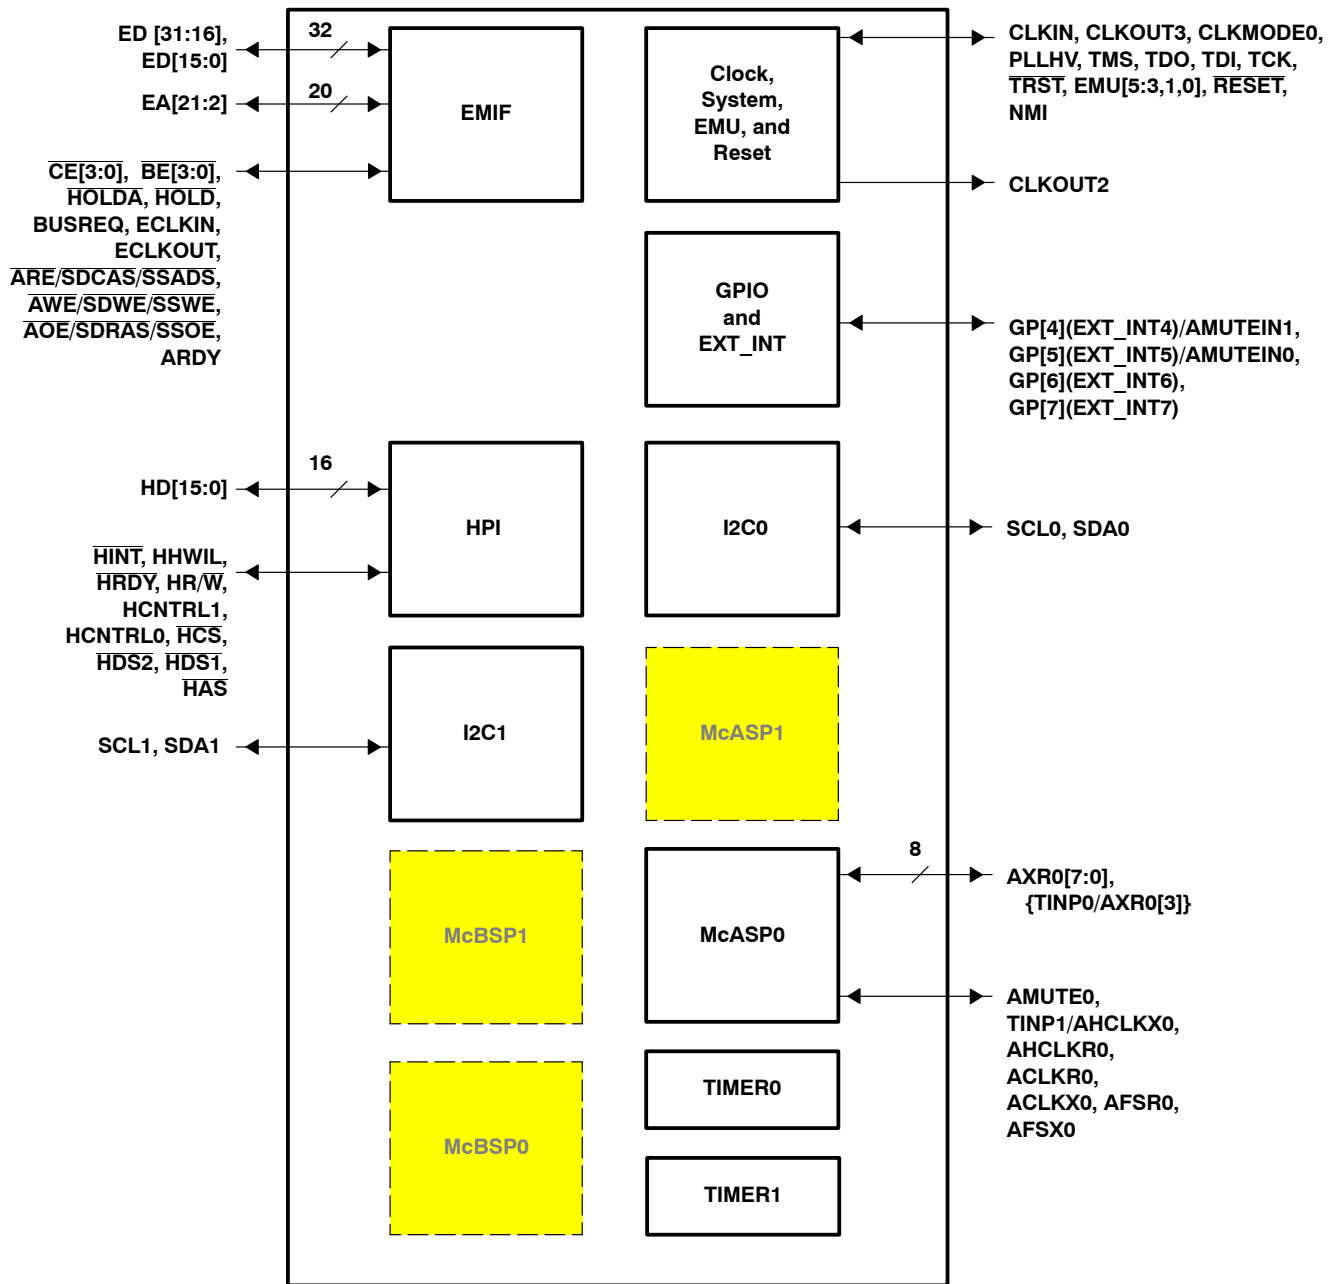 ED [31:16],
ED[15:0]
32
EA[21:2]
20
CE[3:0], BE[3:0],
HOLDA, HOLD,
BUSREQ, ECLKIN,
ECLKOUT,
ARE/SDCAS/SSADS,
AWE/SDWE/SSWE,
AOE/SDRAS/SSOE,
ARDY
EMIF
Clock,
System,
EMU, and
Reset
CLKIN, CLKOUT3, CLKMODE0,
PLLHV, TMS, TDO, TDI, TCK,
TRST, EMU[5:3,1,0], RESET,
NMI
CLKOUT2
GPIO
and
EXT_INT
GP[4](EXT_INT4)/AMUTEIN1,
GP[5](EXT_INT5)/AMUTEIN0,
GP[6](EXT_INT6),
GP[7](EXT_INT7)
HD[15:0]
16
HINT, HHWIL,
HRDY, HR/W,
HCNTRL1,
HCNTRL0, HCS,
HDS2, HDS1,
HAS
HPI
I2C0
SCL0, SDA0
SCL1, SDA1
I2C1
McASP1
McBSP1
McASP0
8
AXR0[7:0],
{TINP0/AXR0[3]}
AMUTE0,
TINP1/AHCLKX0,
AHCLKR0,
ACLKR0,
ACLKX0, AFSR0,
AFSX0
McBSP0
TIMER0
TIMER1